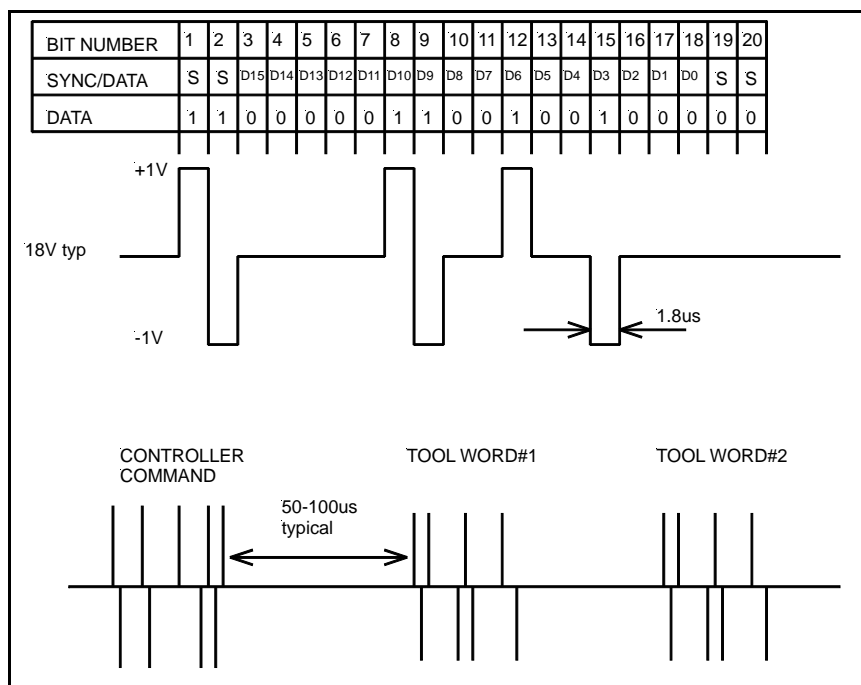 BIT NUMBER 1 2 3 4 5 6 7 8 9 10 11 12 13 14 15 16 17 18 19 20
SYNC/DATA S S D15 D14 D13 D12 D11 D10 D9 D8 D7 D6 D5 D4 D3 D2 D1 D0 S S
DATA 1 1 0 0 0 0 0 1 1 0 0 1 0 0 1 0 0 0 0 0
+1V
18V typ
-1V
1.8us
CONTROLLER
COMMAND
TOOL WORD#1
TOOL WORD#2
50-100us
typical